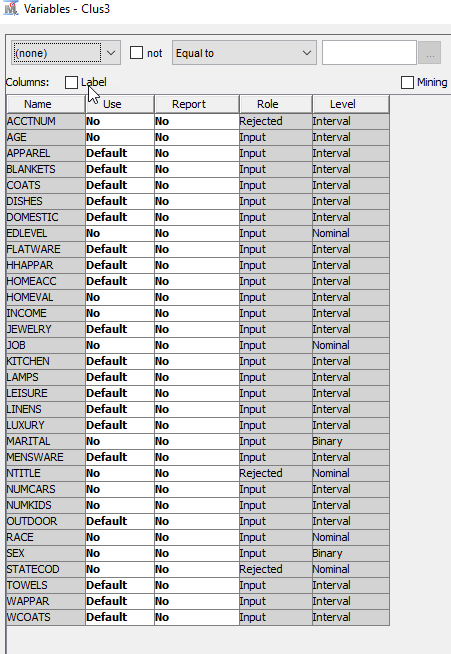 Variables - Clus3
(none) not Equal to ...
Columns: Label Mining
Name Use Report Role Level
ACCTNUM No No Rejected Interval
AGE No No Input Interval
APPAREL Default No Input Interval
BLANKETS Default No Input Interval
COATS Default No Input Interval
DISHES Default No Input Interval
DOMESTIC Default No Input Interval
EDLEVEL No No Input Nominal
FLATWARE Default No Input Interval
HHAPPAR Default No Input Interval
HOMEACC Default No Input Interval
HOMEVAL No No Input Interval
INCOME No No Input Interval
JEWELRY Default No Input Interval
JOB No No Input Nominal
KITCHEN Default No Input Interval
LAMPS Default No Input Interval
LEISURE Default No Input Interval
LINENS Default No Input Interval
LUXURY Default No Input Interval
MARITAL No No Input Binary
MENSWARE Default No Input Interval
NTITLE No No Rejected Nominal
NUMCARS No No Input Interval
NUMKIDS No No Input Interval
OUTDOOR Default No Input Interval
RACE No No Input Nominal
SEX No No Input Binary
STATECOD No No Rejected Nominal
TOWELS Default No Input Interval
WAPPAR Default No Input Interval
WCOATS Default No Input Interval